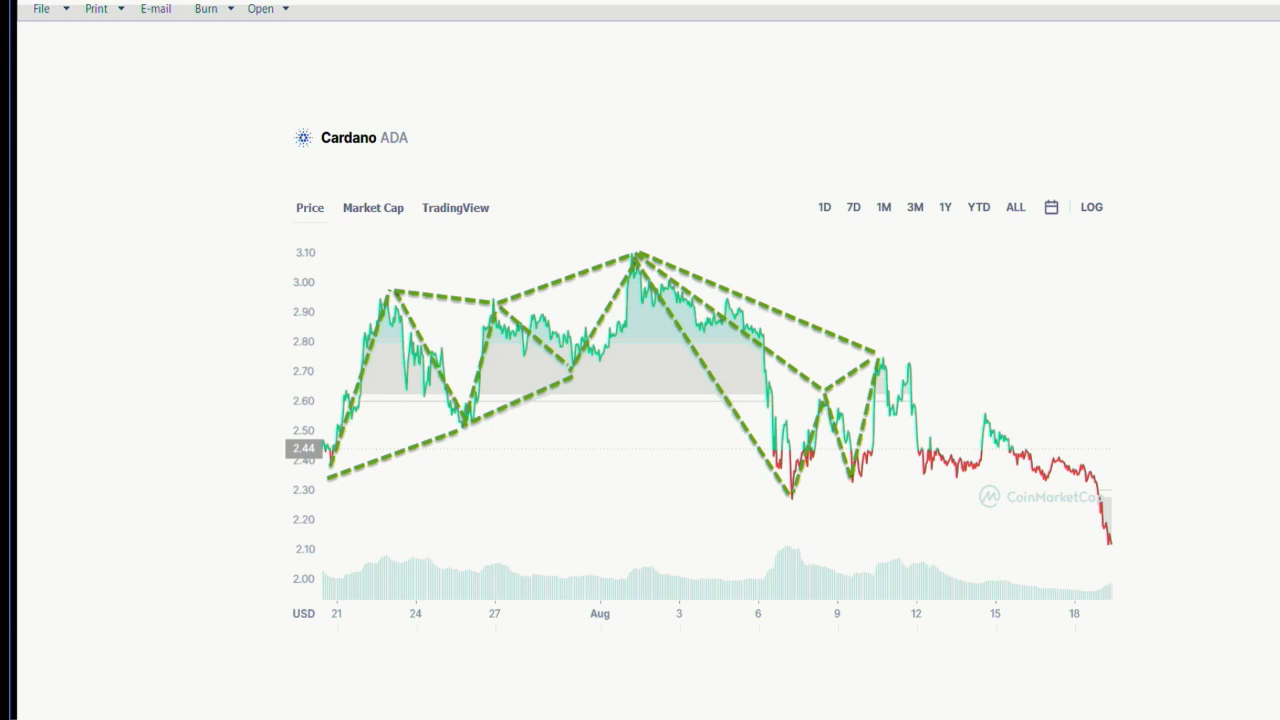 File Print E-mail Burn Open
Cardano ADA
Price Market Cap TradingView 1D 7D 1M 3M 1Y YTD ALL LOG
3.10
3.00
2.90
2.80
2.70
2.60
2.50
2.44
2.40
2.30
CoinMarketCap
2.20
2.10
2.00
USD 21 24 27 Aug 3 6 9 12 15 18